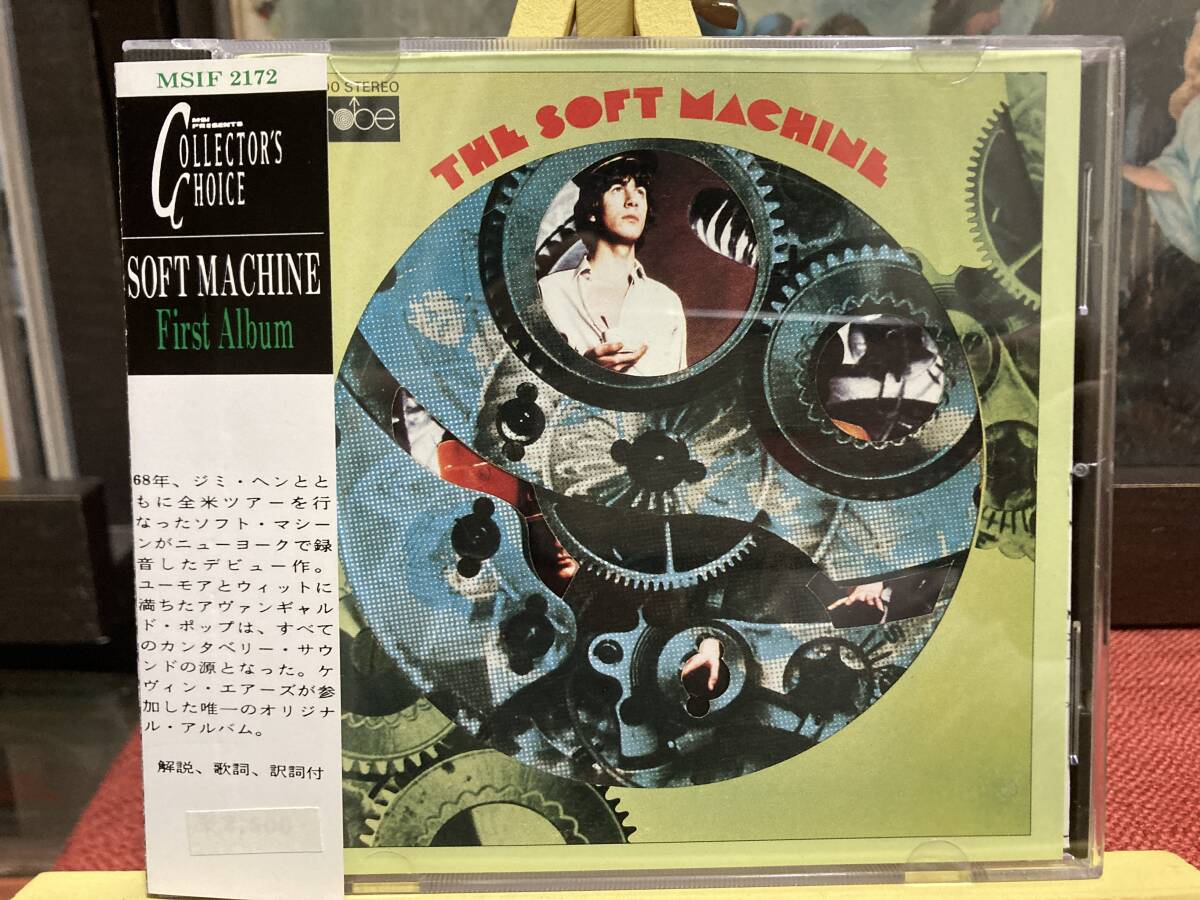 MSIF 2172
MSI
PRESENTS
COLLECTOR'S
CHOICE
SOFT MACHINE
First Album
68年、ジミ・ヘンとと
もに全米ツアーを行
なったソフト・マシー
ンがニューヨークで録
音したデビュー作。
ユーモアとウィットに
満ちたアヴァンギャル
ド・ポップは、すべて
のカンタベリー・サウ
ンドの源となった。ケ
ヴィン・エアーズが参
加した唯一のオリジナ
ル・アルバム。
解説、歌詞、訳詞付
STEREO
THE SOFT MACHINE